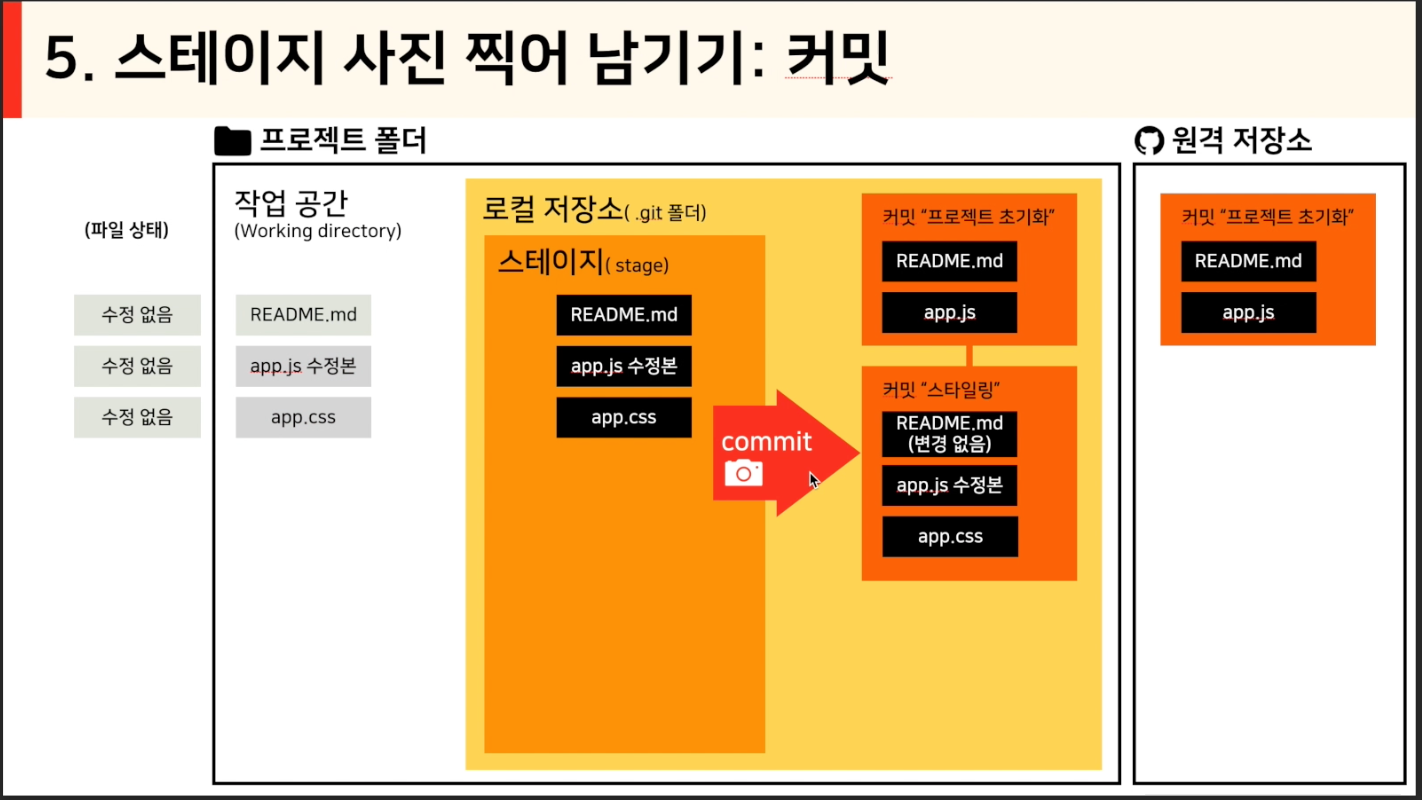 5. 스테이지 사진 찍어 남기기: 커밋
프로젝트 폴더
원격 저장소
(파일 상태)
수정 없음
수정 없음
수정 없음
작업 공간
(Working directory)
README.md
app.js 수정본
app.css
로컬 저장소( .git 폴더)
스테이지( stage)
README.md
app.js 수정본
app.css
commit
커밋 “프로젝트 초기화”
README.md
app.js
커밋 “스타일링”
README.md
(변경 없음)
app.js 수정본
app.css
커밋 “프로젝트 초기화”
README.md
app.js